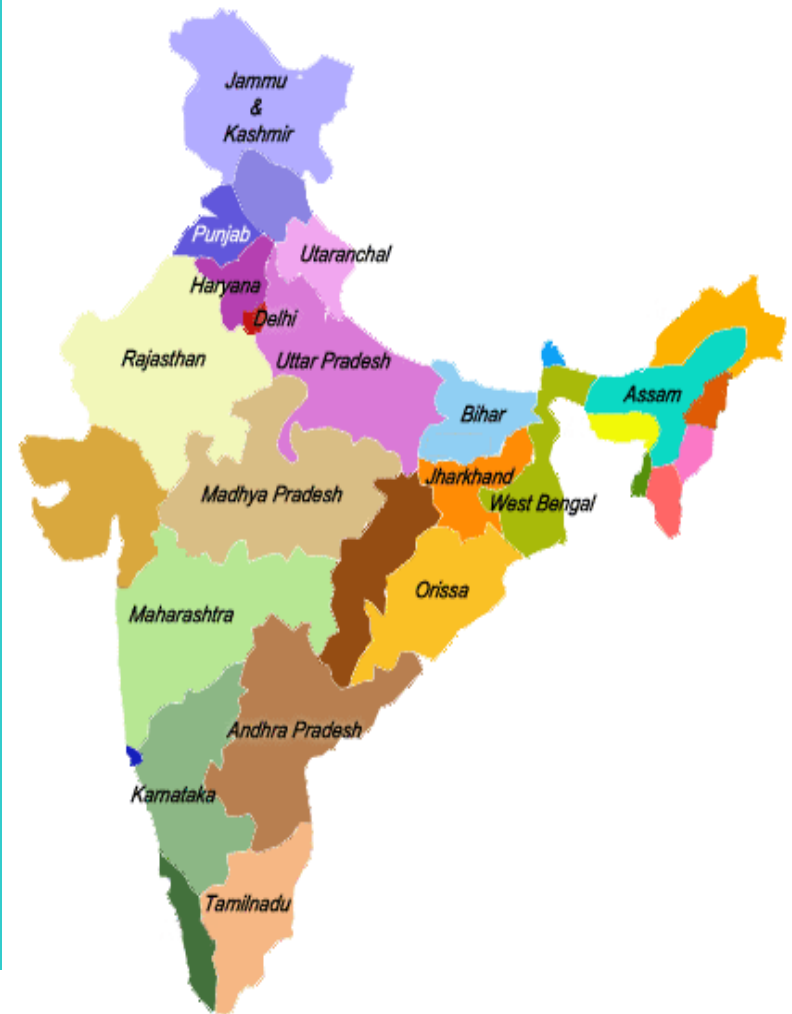 Jammu
&
Kashmir
Punjab
Utaranchal
Haryana
Delhi
Rajasthan
Uttar Pradesh
Assam
Bihar
Jharkhand
Madhya Pradesh
West Bengal
Orissa
Maharashtra
Andhra Pradesh
Karnataka
Tamilnadu